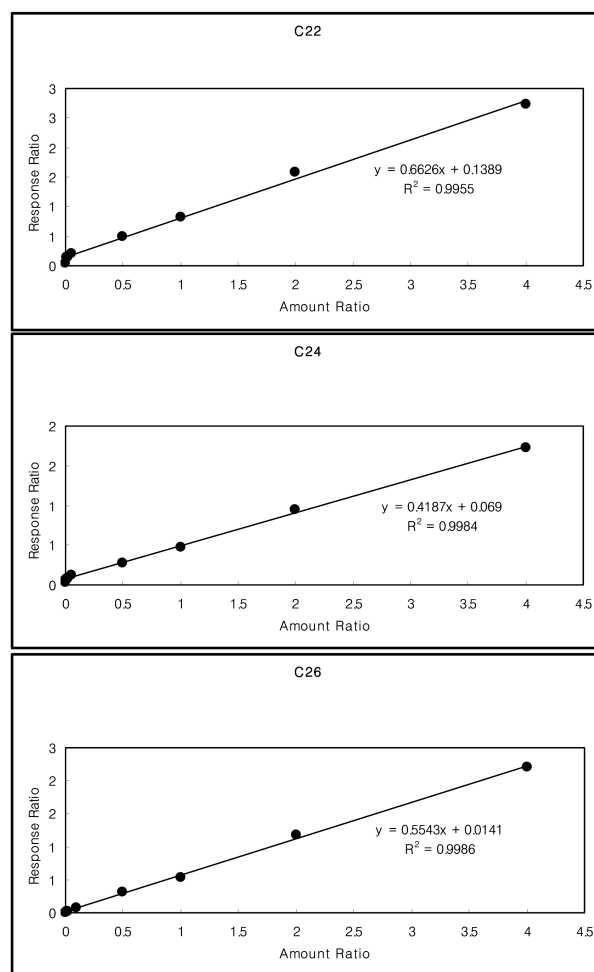 C22
3
3
2
2
1
1
0
Response Ratio
y = 0.6626x + 0.1389
R² = 0.9955
0 0.5 1 1.5 2 2.5 3 3.5 4 4.5
Amount Ratio
C24
2
2
1
1
0
Response Ratio
y = 0.4187x + 0.069
R² = 0.9984
0 0.5 1 1.5 2 2.5 3 3.5 4 4.5
Amount Ratio
C26
3
2
2
1
1
0
Response Ratio
y = 0.5543x + 0.0141
R² = 0.9986
0 0.5 1 1.5 2 2.5 3 3.5 4 4.5
Amount Ratio